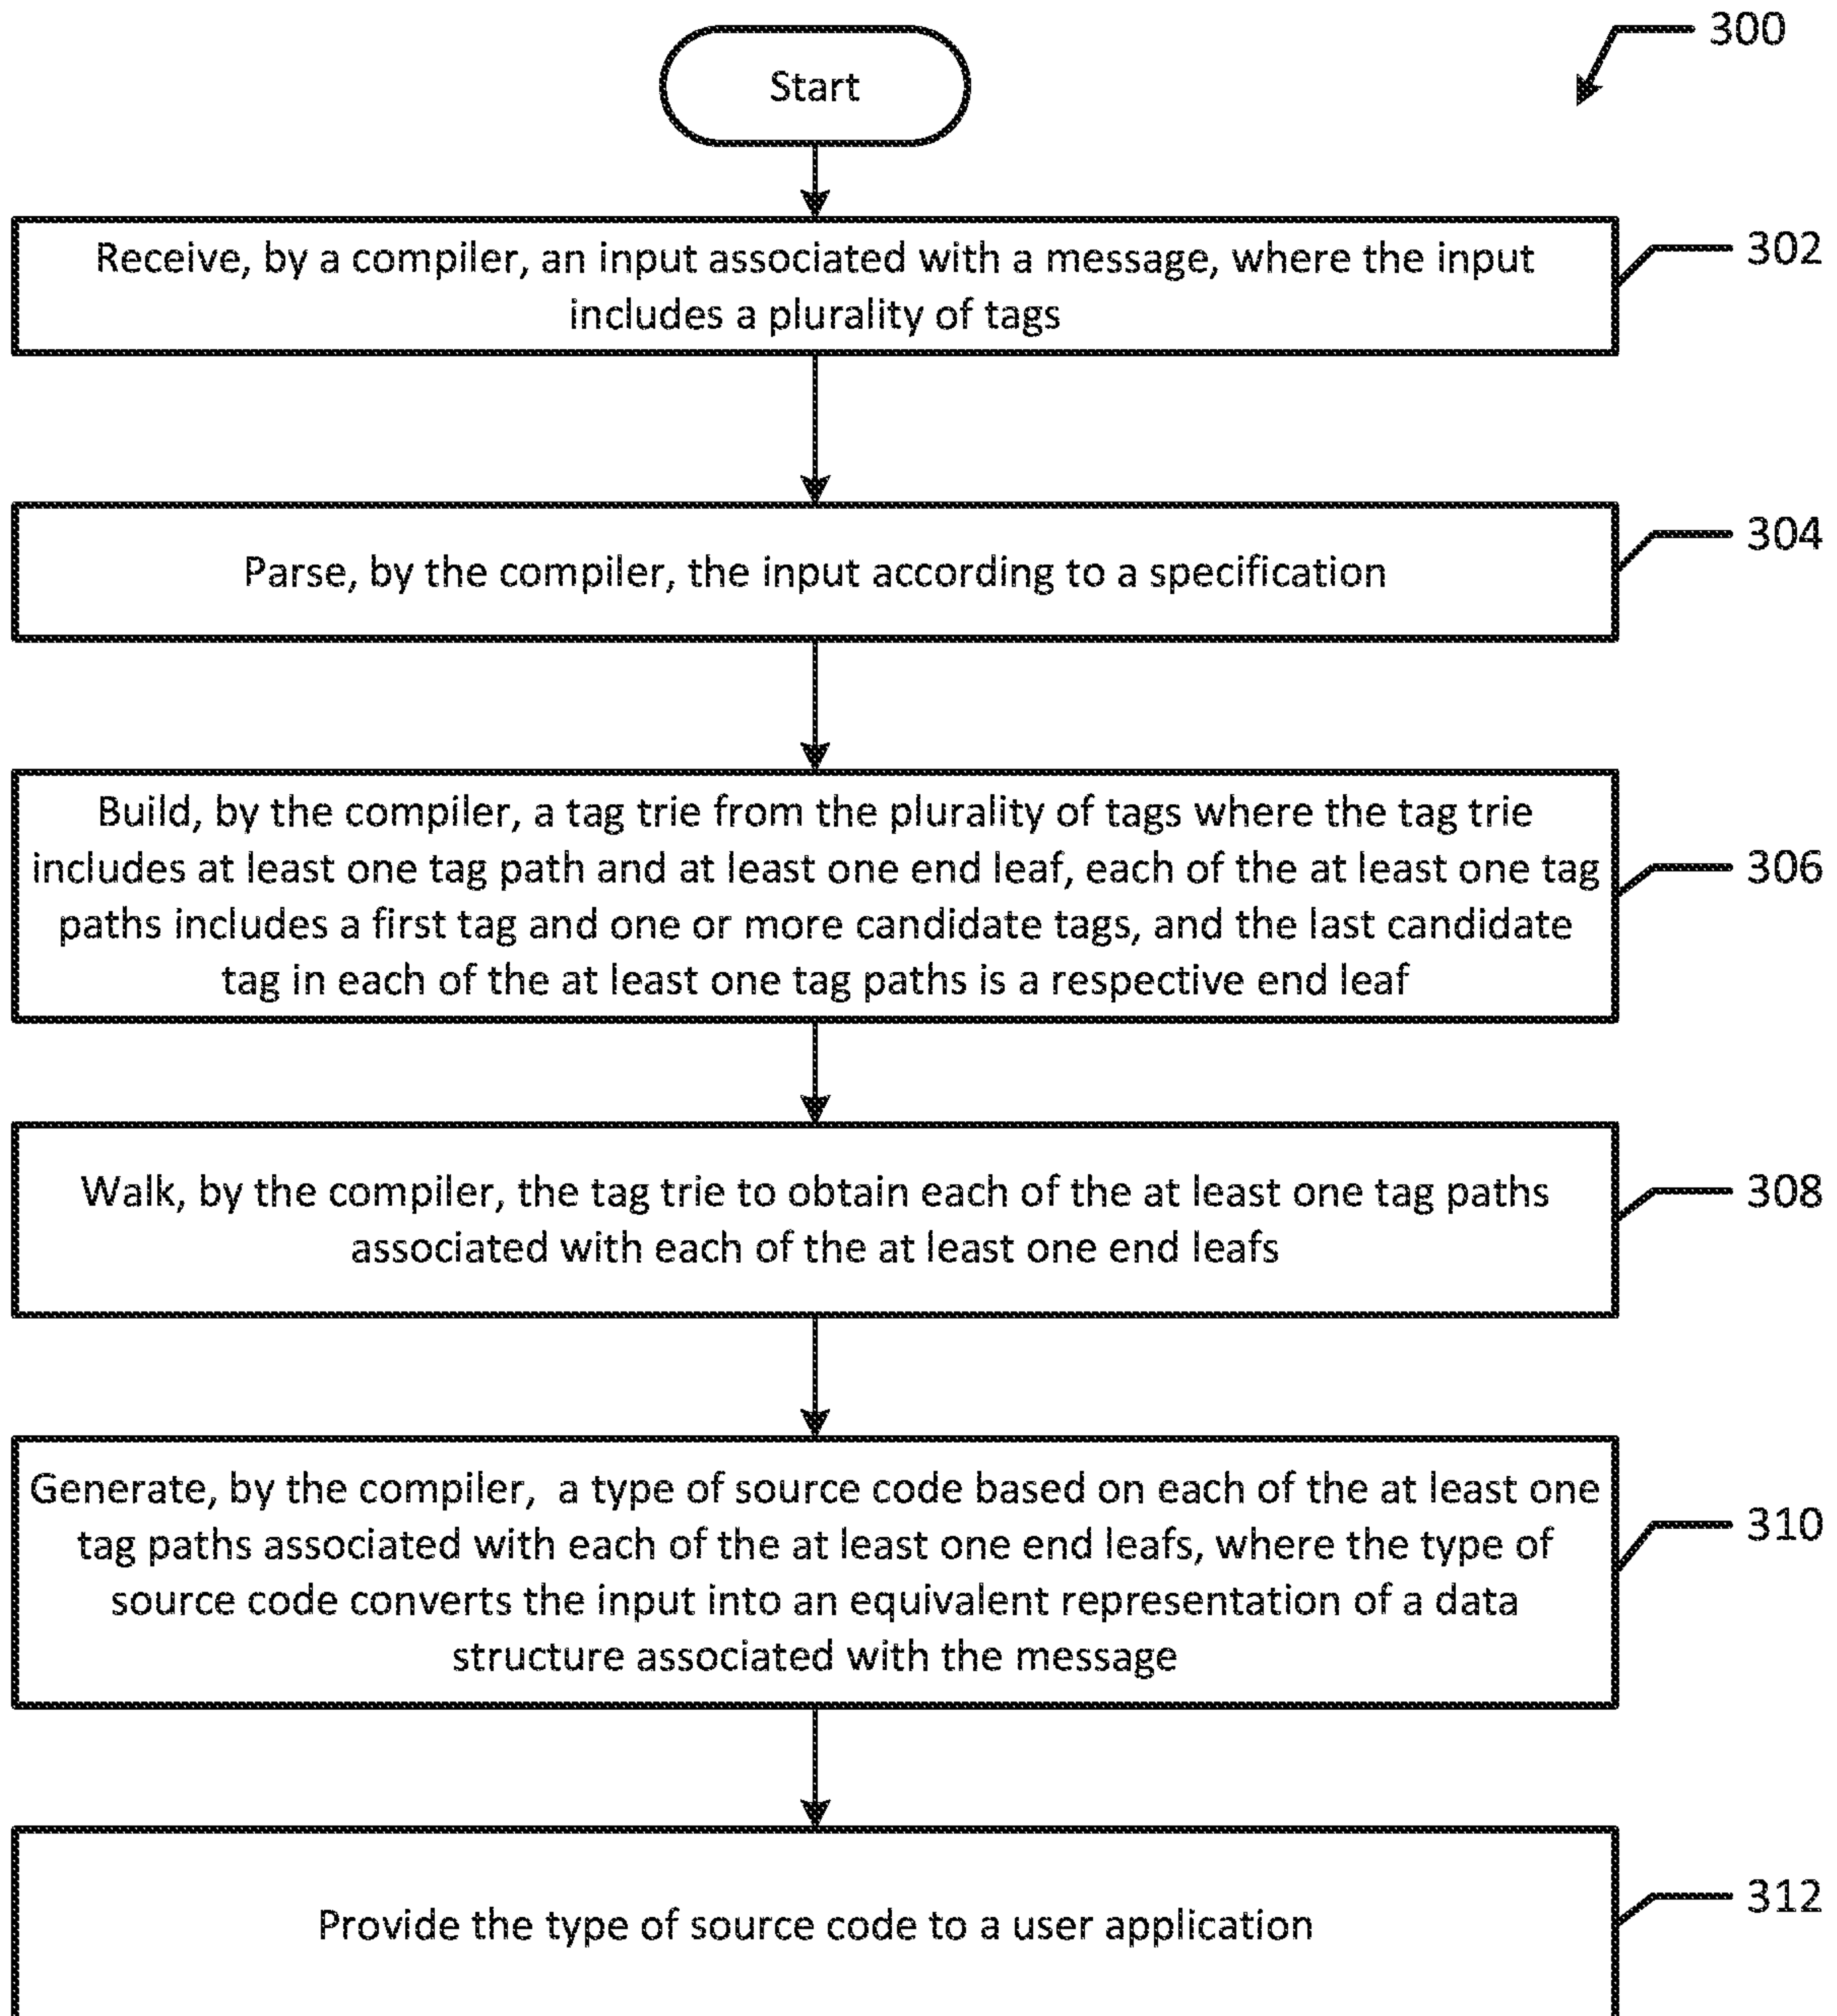 300
Start
Receive, by a compiler, an input associated with a message, where the input
includes a plurality of tags
302
Parse, by the compiler, the input according to a specification
304
Build, by the compiler, a tag trie from the plurality of tags where the tag trie
includes at least one tag path and at least one end leaf, each of the at least one tag
paths includes a first tag and one or more candidate tags, and the last candidate
tag in each of the at least one tag paths is a respective end leaf
306
Walk, by the compiler, the tag trie to obtain each of the at least one tag paths
associated with each of the at least one end leafs
308
Generate, by the compiler, a type of source code based on each of the at least one
tag paths associated with each of the at least one end leafs, where the type of
source code converts the input into an equivalent representation of a data
structure associated with the message
310
Provide the type of source code to a user application
312